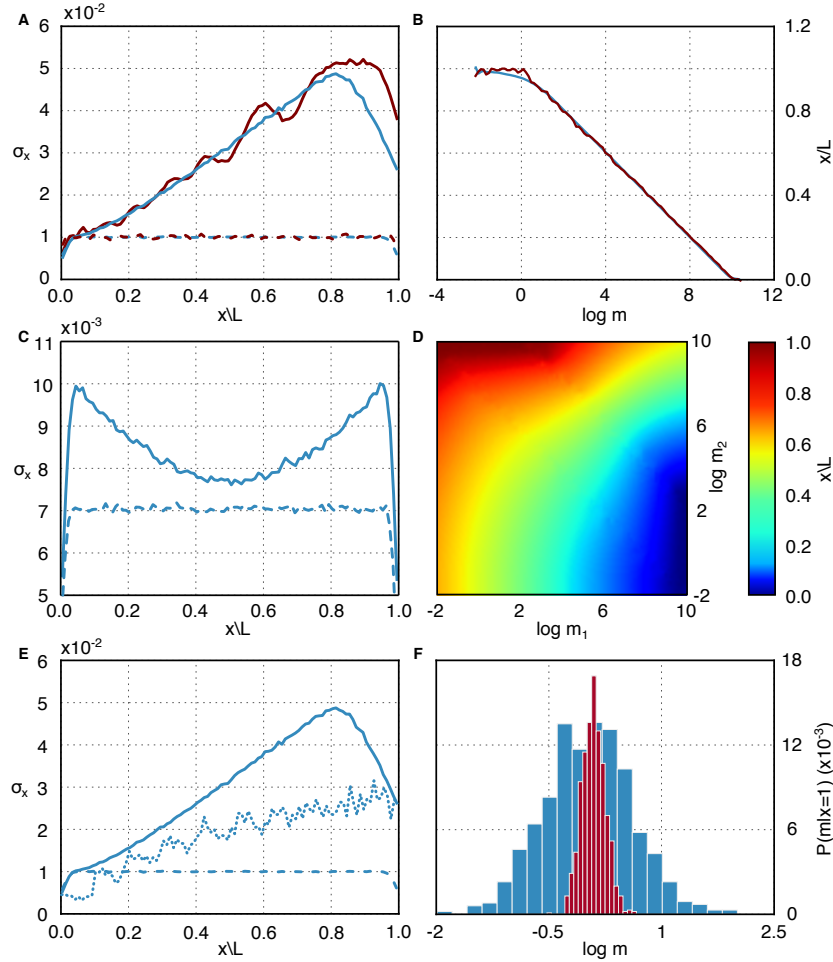 A
x10⁻²
6
5
4
3
2
1
0
σₓ
0.0 0.2 0.4 0.6 0.8 1.0
x\L
B
1.2
0.8
0.4
0.0
x/L
-4 0 4 8 12
log m
C
x10⁻³
11
10
9
8
7
6
5
σₓ
0.0 0.2 0.4 0.6 0.8 1.0
x\L
D
10
6
2
-2
log m₂
-2 2 6 10
log m₁
1.0
0.8
0.6
0.4
0.2
0.0
x\L
E
x10⁻²
6
5
4
3
2
1
0
σₓ
0.0 0.2 0.4 0.6 0.8 1.0
x\L
F
18
12
6
0
P(m|x=1) (x10⁻³)
-2 -0.5 1 2.5
log m